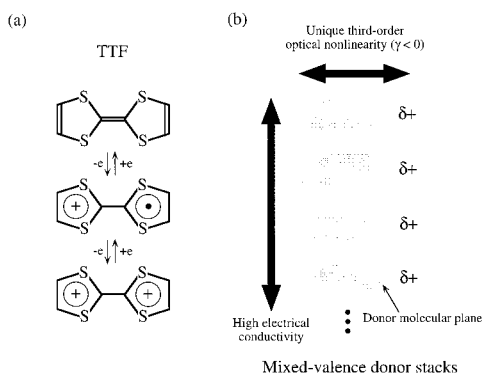 (a)
TTF
S S
S S
-e +e
S S
+ •
S S
-e +e
S S
+ +
S S
(b)
Unique third-order
optical nonlinearity (γ < 0)
δ+
δ+
δ+
δ+
High electrical
conductivity
Donor molecular plane
Mixed-valence donor stacks